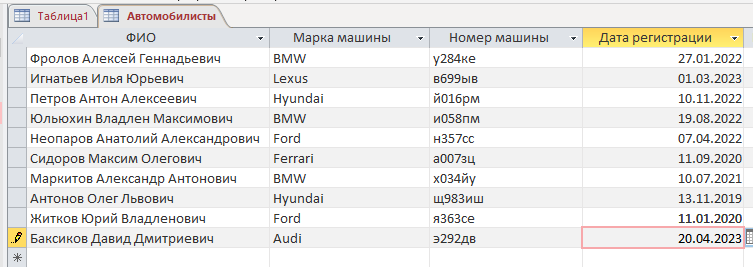 Таблица1 Автомобилисты
ФИО Марка машины Номер машины Дата регистрации
Фролов Алексей Геннадьевич BMW у284ке 27.01.2022
Игнатьев Илья Юрьевич Lexus в699ыв 01.03.2023
Петров Антон Алексеевич Hyundai й016рм 10.11.2022
Юльюхин Владлен Максимович BMW и058пм 19.08.2022
Неопаров Анатолий Александрович Ford н357сс 07.04.2022
Сидоров Максим Олегович Ferrari а007зц 11.09.2020
Маркитов Александр Антонович BMW х034йу 10.07.2021
Антонов Олег Львович Hyundai щ983иш 13.11.2019
Житков Юрий Владленович Ford я363се 11.01.2020
Баксиков Давид Дмитриевич Audi э292дв 20.04.2023